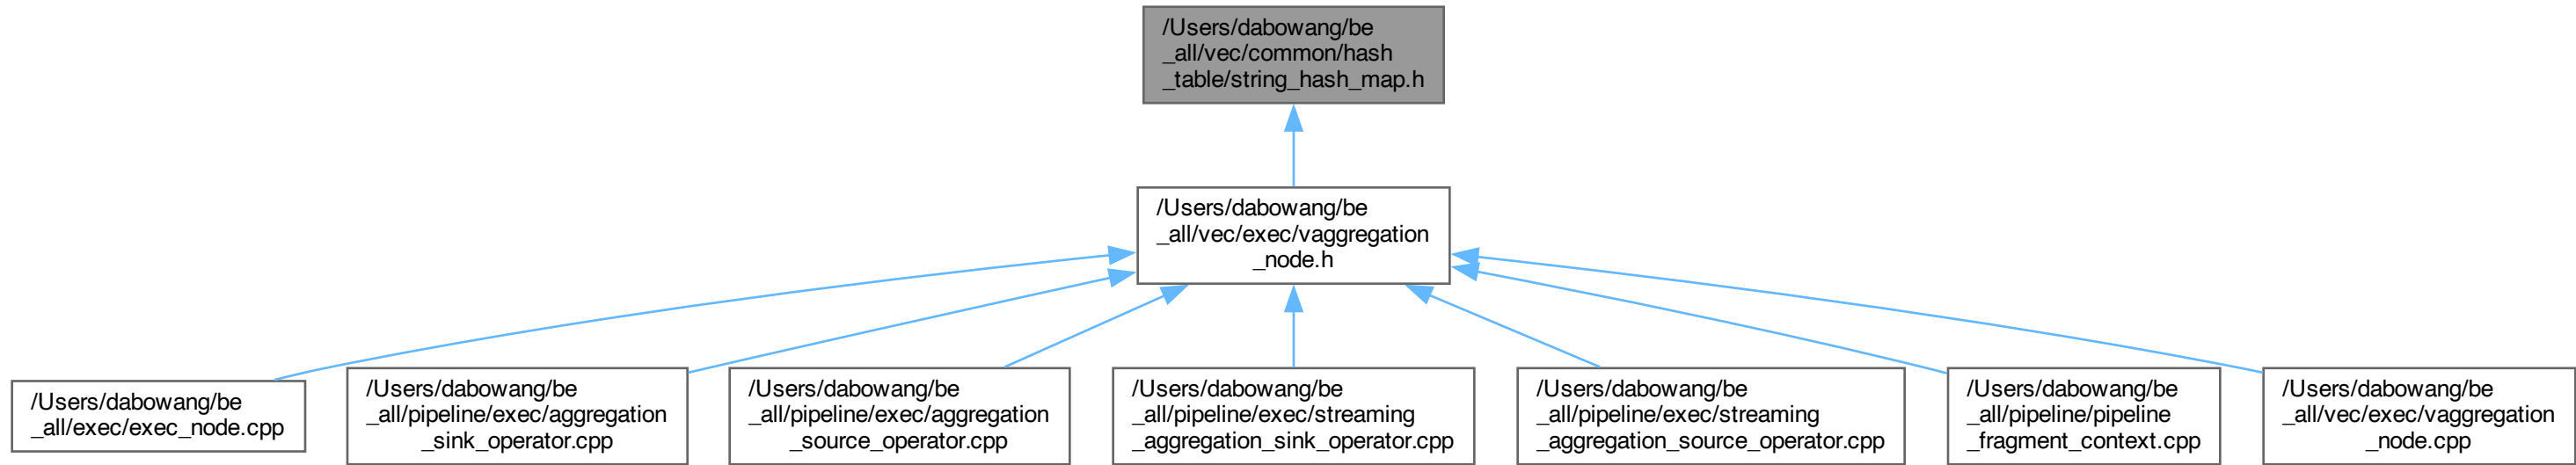 /Users/dabowang/be
_all/vec/common/hash
_table/string_hash_map.h
/Users/dabowang/be
_all/vec/exec/vaggregation
_node.h
/Users/dabowang/be
_all/exec/exec_node.cpp
/Users/dabowang/be
_all/pipeline/exec/aggregation
_sink_operator.cpp
/Users/dabowang/be
_all/pipeline/exec/aggregation
_source_operator.cpp
/Users/dabowang/be
_all/pipeline/exec/streaming
_aggregation_sink_operator.cpp
/Users/dabowang/be
_all/pipeline/exec/streaming
_aggregation_source_operator.cpp
/Users/dabowang/be
_all/pipeline/pipeline
_fragment_context.cpp
/Users/dabowang/be
_all/vec/exec/vaggregation
_node.cpp